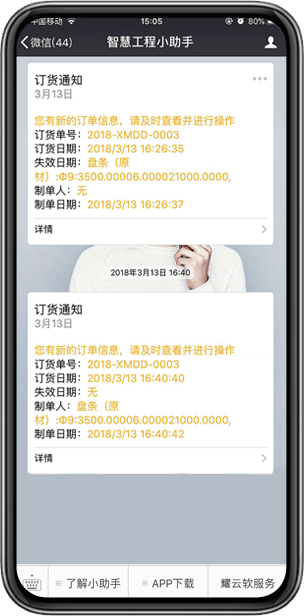 中国移动 15:05 80%
微信(44) 智慧工程小助手
订货通知
3月13日
您有新的订单信息，请及时查看并进行操作
订货单号：2018-XMDD-0003
订货日期：2018/3/13 16:26:35
失效日期：盘条（原
材）:Φ9:3500.00006.000021000.0000,
制单人：无
制单日期：2018/3/13 16:26:37
详情
2018年3月13日 16:40
订货通知
3月13日
您有新的订单信息，请及时查看并进行操作
订货单号：2018-XMDD-0003
订货日期：2018/3/13 16:40:40
失效日期：无
制单人：盘条（原
材）:Φ9:3500.00006.000021000.0000,
制单日期：2018/3/13 16:40:42
详情
了解小助手 APP下载 耀云软服务